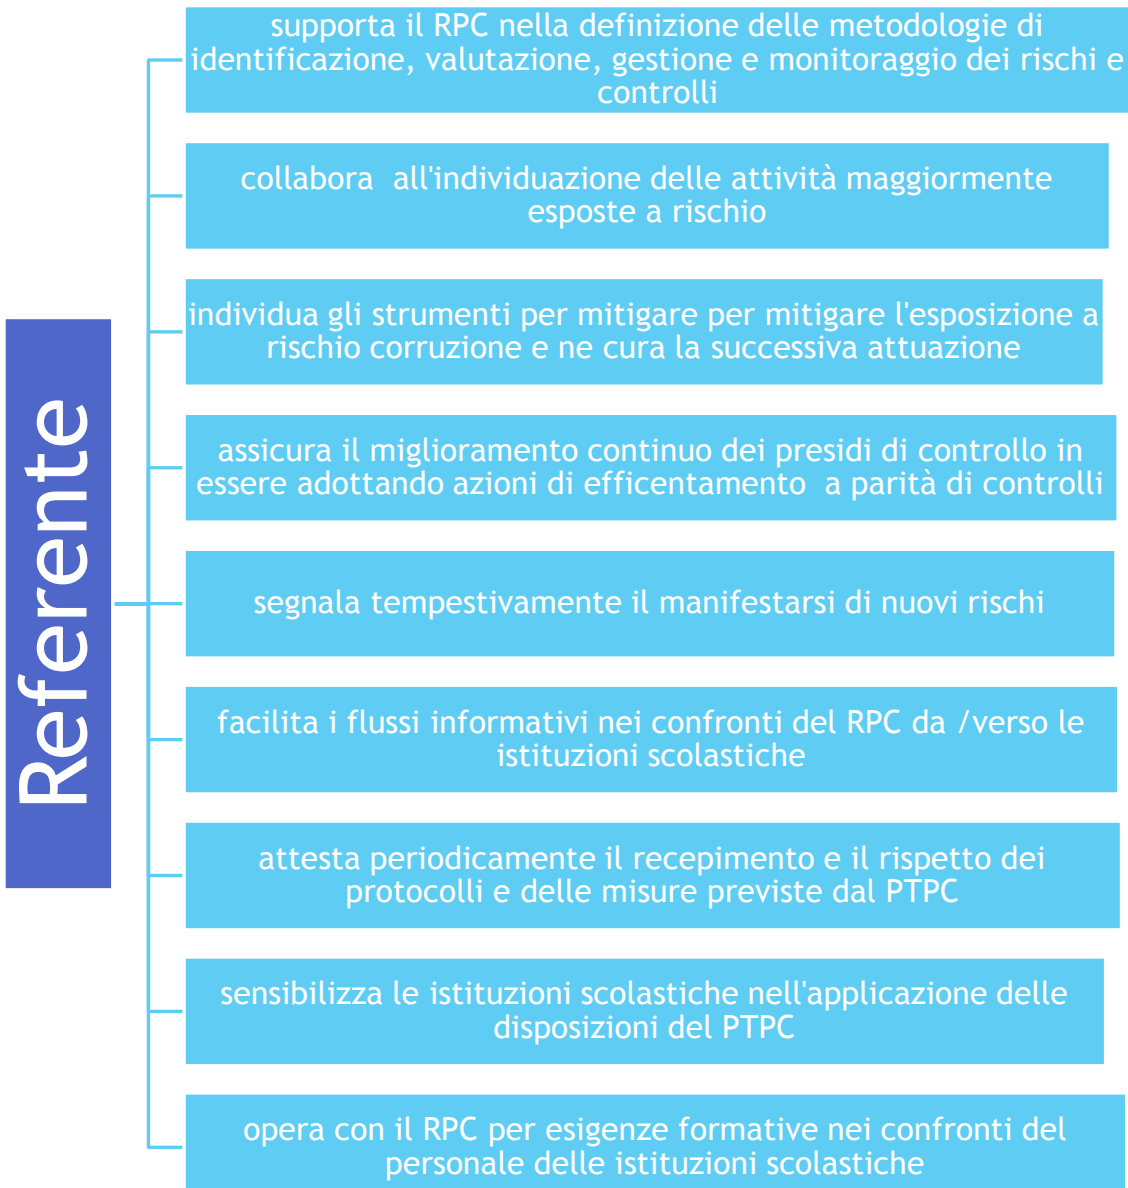 Referente
supporta il RPC nella definizione delle metodologie di
identificazione, valutazione, gestione e monitoraggio dei rischi e
controlli
collabora  all'individuazione delle attività maggiormente
esposte a rischio
individua gli strumenti per mitigare per mitigare l'esposizione a
rischio corruzione e ne cura la successiva attuazione
assicura il miglioramento continuo dei presidi di controllo in
essere adottando azioni di efficentamento  a parità di controlli
segnala tempestivamente il manifestarsi di nuovi rischi
facilita i flussi informativi nei confronti del RPC da /verso le
istituzioni scolastiche
attesta periodicamente il recepimento e il rispetto dei
protocolli e delle misure previste dal PTPC
sensibilizza le istituzioni scolastiche nell'applicazione delle
disposizioni del PTPC
opera con il RPC per esigenze formative nei confronti del
personale delle istituzioni scolastiche